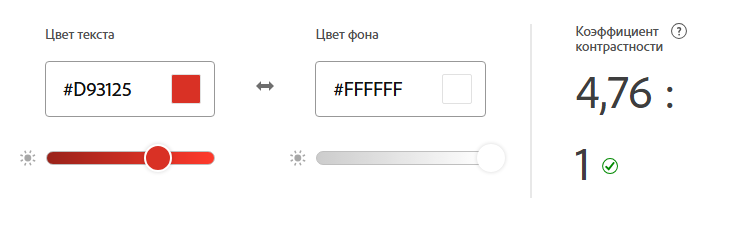 Цвет текста
#D93125
Цвет фона
#FFFFFF
Коэффициент
контрастности
?
4,76 :
1